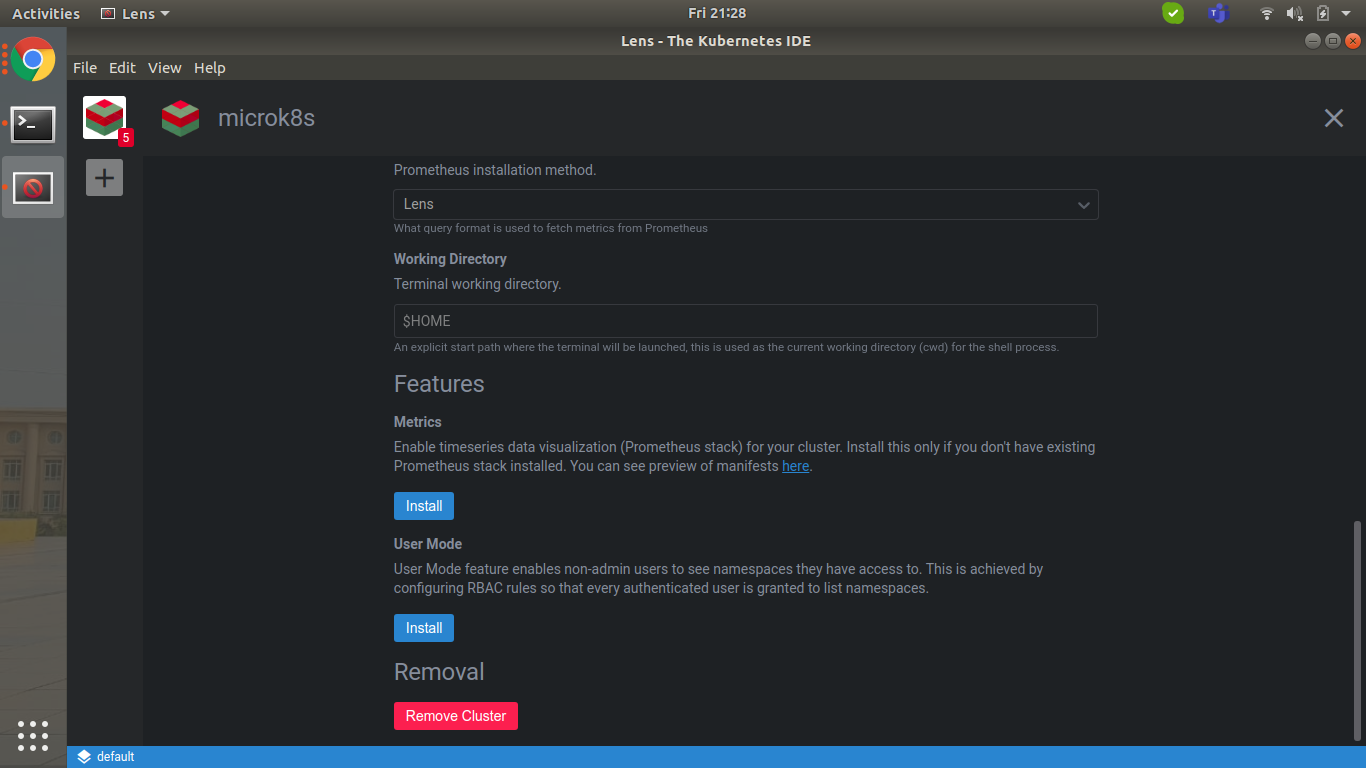 Activities
Lens
Fri 21:28
Lens - The Kubernetes IDE
File Edit View Help
5
microk8s
Prometheus installation method.
Lens
What query format is used to fetch metrics from Prometheus
Working Directory
Terminal working directory.
$HOME
An explicit start path where the terminal will be launched, this is used as the current working directory (cwd) for the shell process.
Features
Metrics
Enable timeseries data visualization (Prometheus stack) for your cluster. Install this only if you don't have existing
Prometheus stack installed. You can see preview of manifests here.
Install
User Mode
User Mode feature enables non-admin users to see namespaces they have access to. This is achieved by
configuring RBAC rules so that every authenticated user is granted to list namespaces.
Install
Removal
Remove Cluster
default